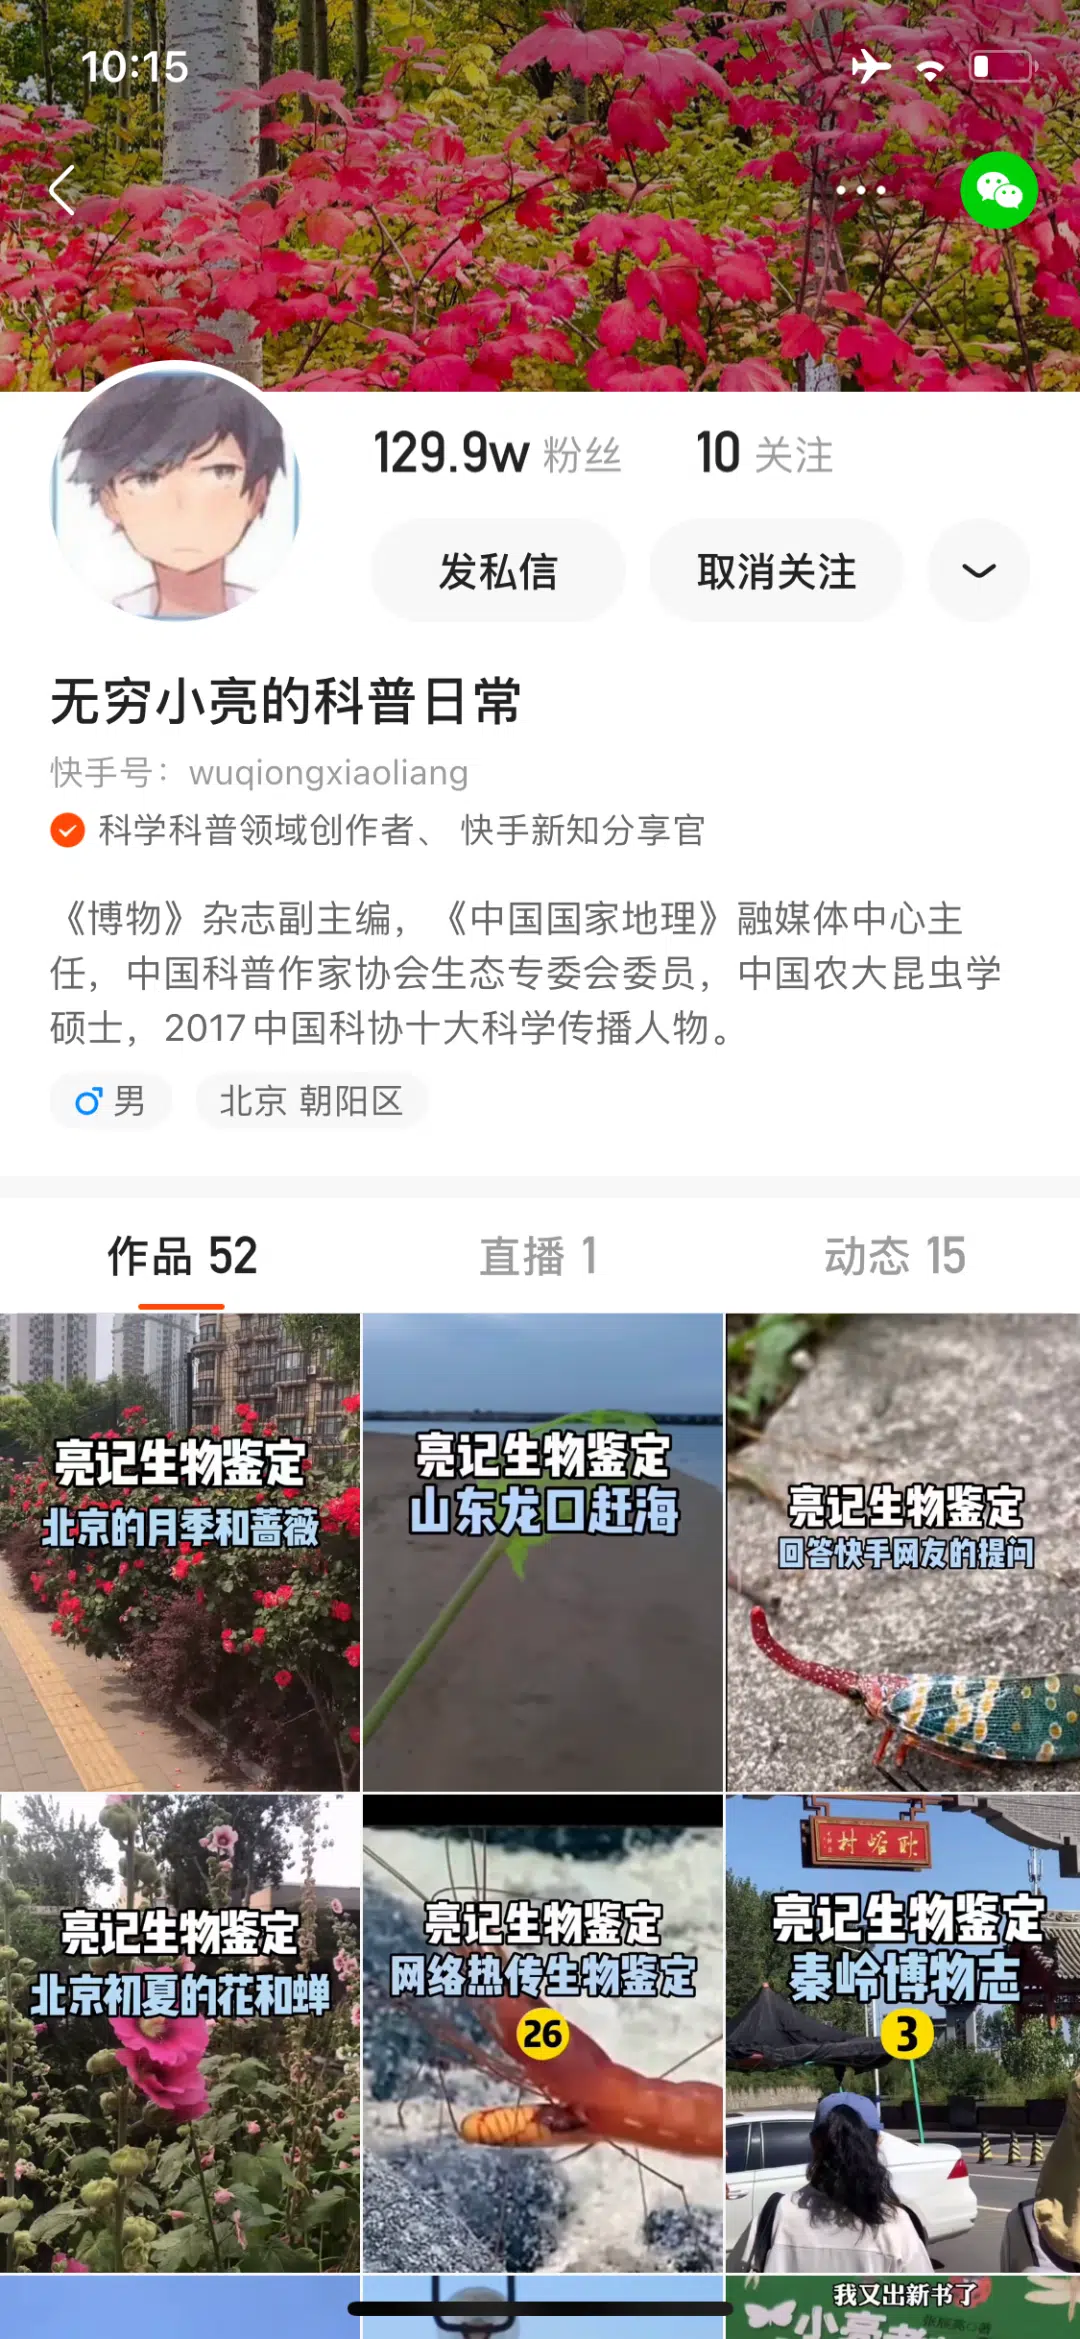 10:15
129.9w 粉丝 10 关注
发私信 取消关注
无穷小亮的科普日常
快手号：wuqiongxiaoliang
科学科普领域创作者、 快手新知分享官
《博物》杂志副主编，《中国国家地理》融媒体中心主
任，中国科普作家协会生态专委会委员，中国农大昆虫学
硕士，2017中国科协十大科学传播人物。
男 北京 朝阳区
作品 52 直播 1 动态 15
亮记生物鉴定
北京的月季和蔷薇
亮记生物鉴定
山东龙口赶海
亮记生物鉴定
回答快手网友的提问
亮记生物鉴定
北京初夏的花和蝉
亮记生物鉴定
网络热传生物鉴定
26
村峪耿
亮记生物鉴定
秦岭博物志
3
我又出新书了
张辰亮◎著
小亮老